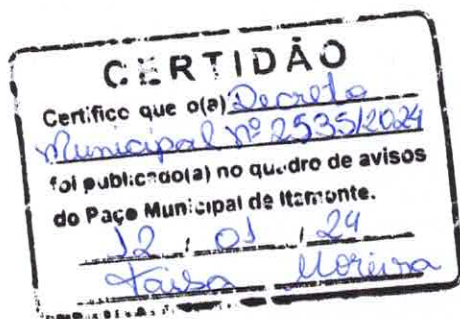 CERTIDÃO
Certifico que o(a) Decreto
Municipal nº 2535/2024
foi publicado(a) no quadro de avisos
do Paço Municipal de Itamonte.
12 / 01 / 24
Taisa Moreira